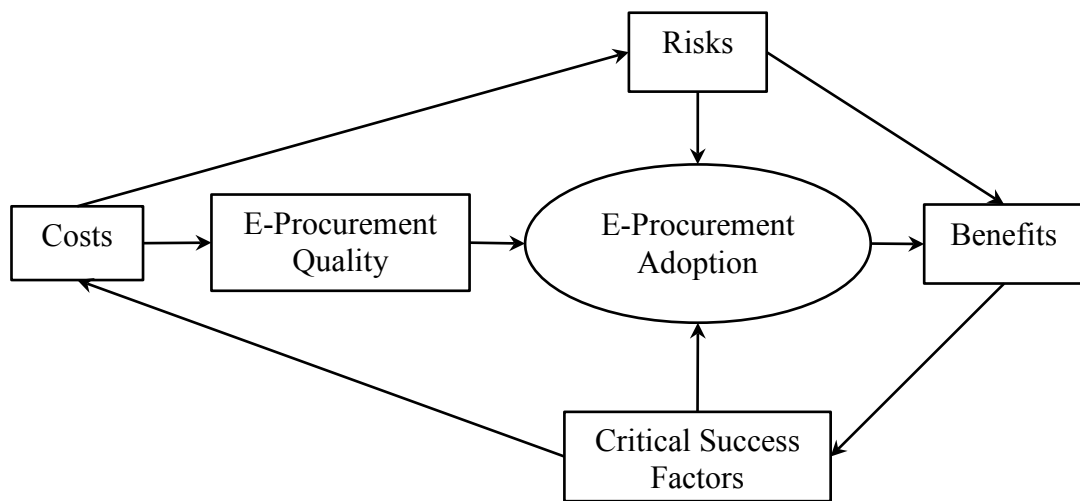 Risks
Costs
E-Procurement
Quality
E-Procurement
Adoption
Benefits
Critical Success
Factors